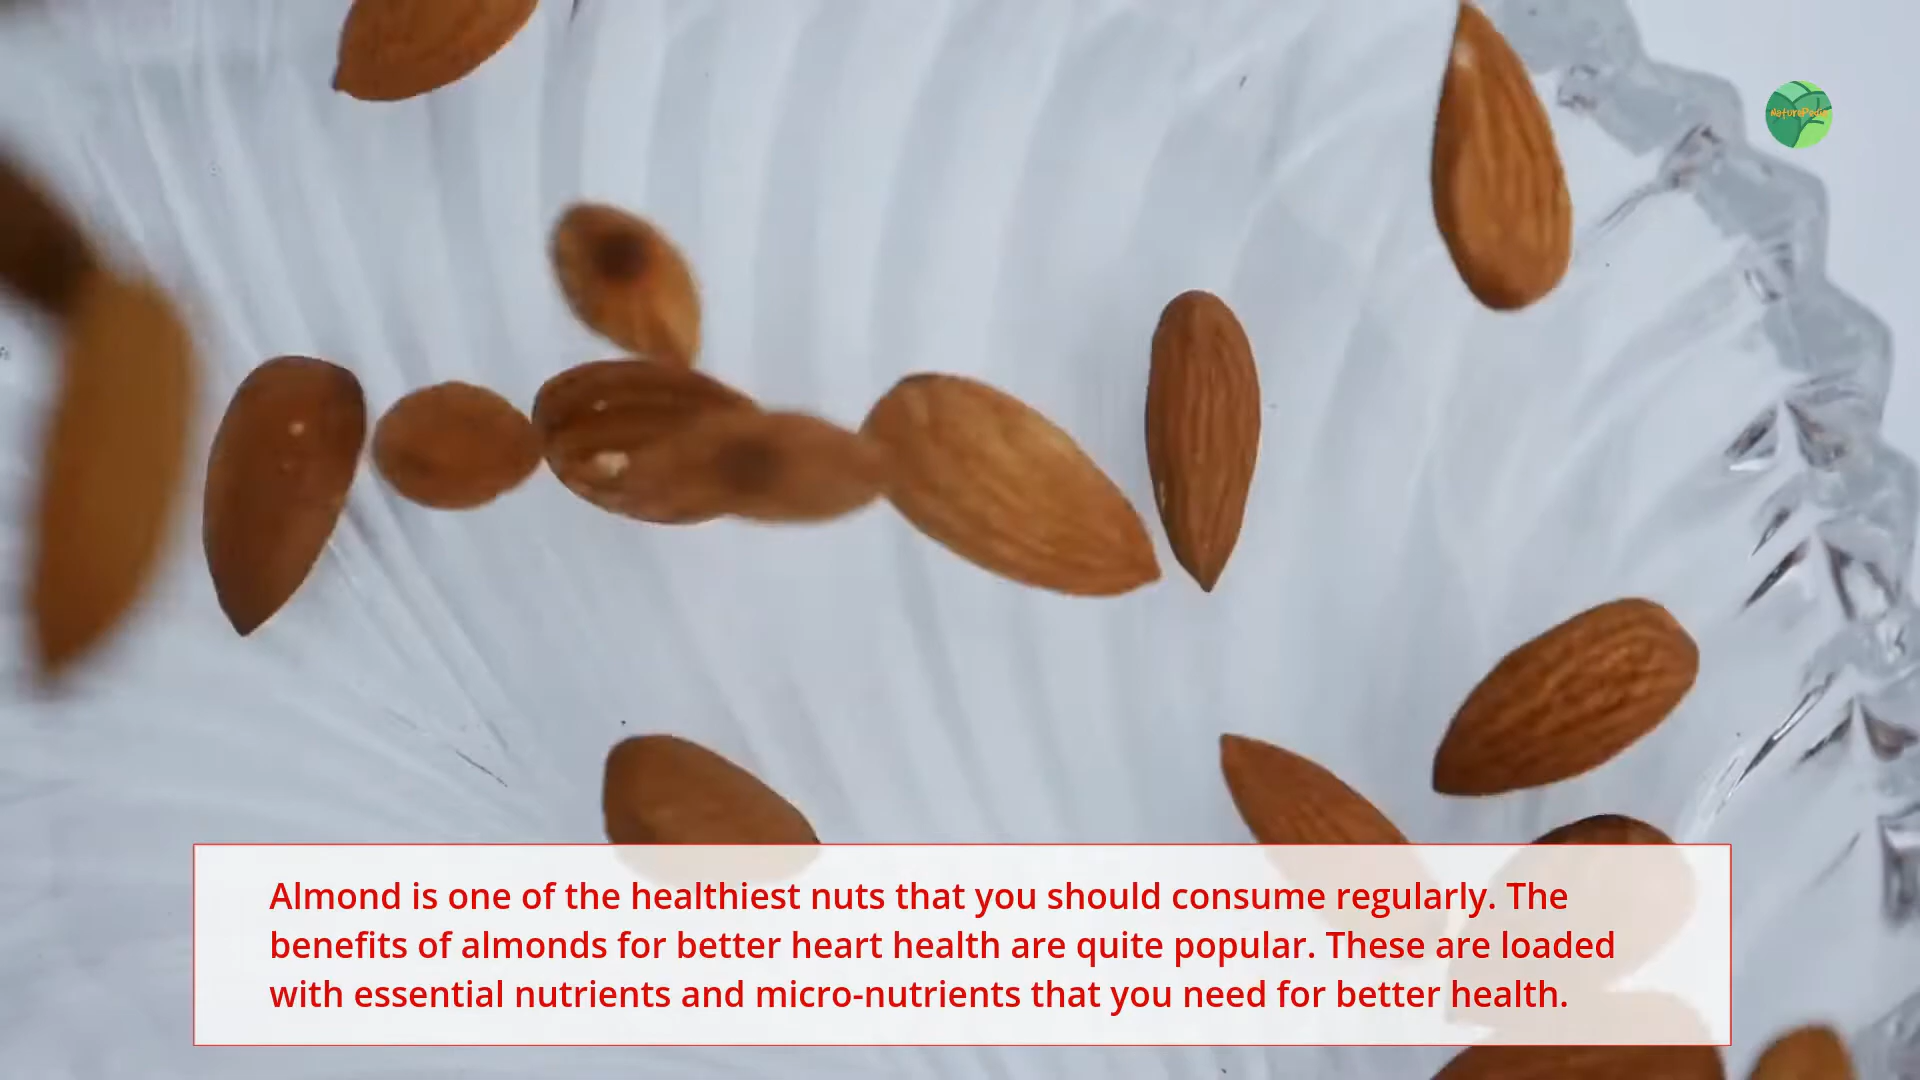 NaturePedia
Almond is one of the healthiest nuts that you should consume regularly. The
benefits of almonds for better heart health are quite popular. These are loaded
with essential nutrients and micro-nutrients that you need for better health.